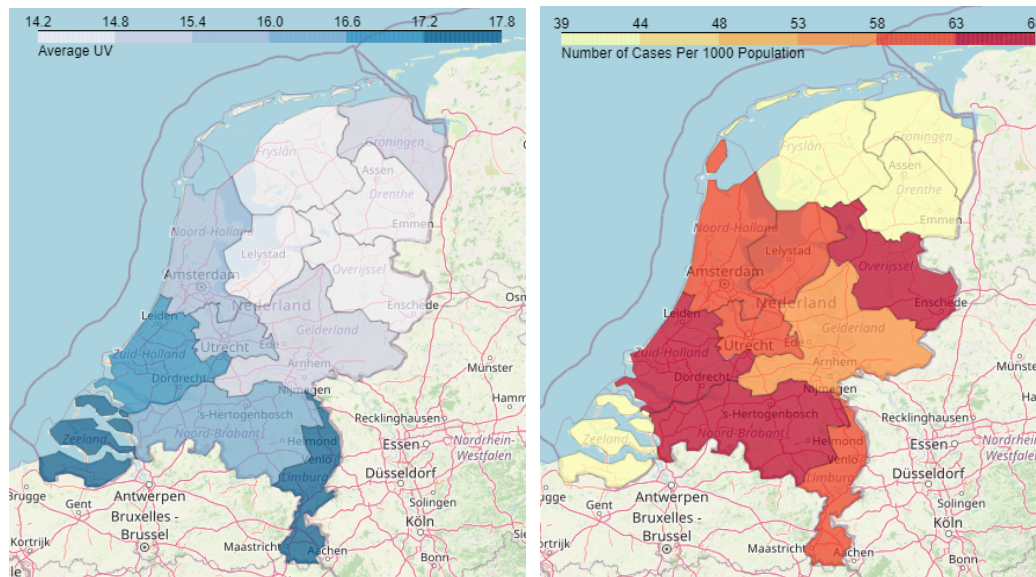 14.2 14.8 15.4 16.0 16.6 17.2 17.8
Average UV
Groningen
Fryslân
Assen
Drenthe
Emmen
Noord-Holland
Lelystad
Overijssel
Amsterdam
Nederland
Enschede
Osn
Leiden
Gelderland
Utrecht
Ede
Zuid-Holland
Arnhem
Münster
Dordrecht
Nijmegen
Ham
's-Hertogenbosch
Recklinghausen
Noord-Brabant
Helmond
Essen
Nordrhein-
Westfalen
Zeeland
Venlo
Düsseldorf
Limburg
Brugge
Antwerpen
Gent
Solingen
Bruxelles -
Brussel
Köln
Kortrijk
Maastricht
Aachen
Bonn
39 44 48 53 58 63 68
Number of Cases Per 1000 Population
Groningen
Fryslân
Assen
Drenthe
Emmen
Noord-Holland
Lelystad
Overijssel
Amsterdam
Nederland
Enschede
Leiden
Gelderland
Utrecht
Ede
Zuid-Holland
Arnhem
Münster
Dordrecht
Nijmegen
's-Hertogenbosch
Recklinghausen
Noord-Brabant
Helmond
Essen
Nordrhein-
Westfalen
Zeeland
Venlo
Düsseldorf
Limburg
Antwerpen
Gent
Solingen
Bruxelles -
Brussel
Köln
Kortrijk
Maastricht
Aachen
Bonn